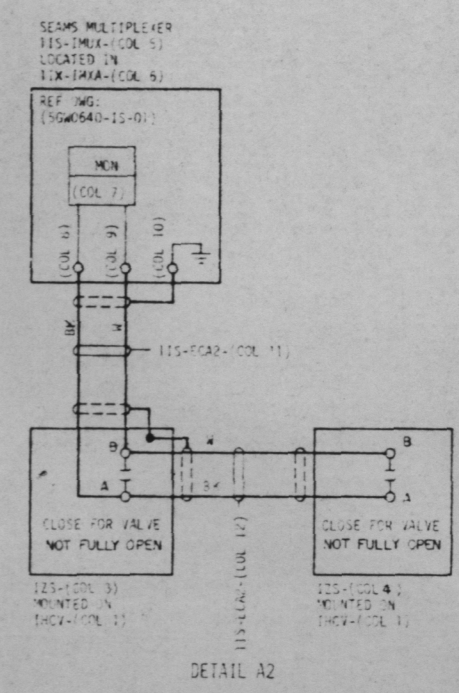 SEAMS MULTIPLEXER
1IS-IMUX-(COL 5)
LOCATED IN
1IX-IMXA-(COL 6)
REF DWG:
(5GW0640-IS-01)
MON
(COL 7)
(COL 9)
(COL 10)
BK
W
1IS-ECA2-(COL 11)
B
A
W
BK
B
A
CLOSE FOR VALVE
NOT FULLY OPEN
CLOSE FOR VALVE
NOT FULLY OPEN
1ZS-(COL 3)
MOUNTED ON
1HCV-(COL 1)
1IS-ECA2-(COL 12)
1ZS-(COL 4)
MOUNTED ON
1HCV-(COL 1)
DETAIL A2